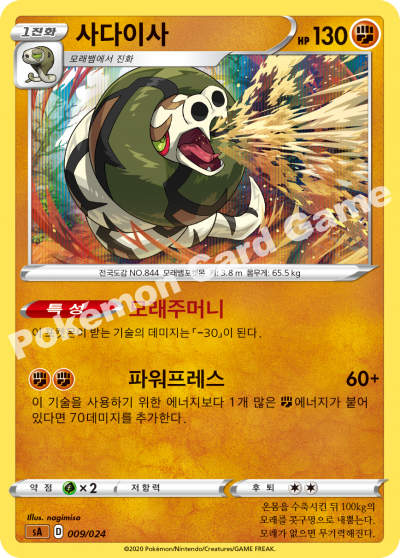 1진화
사다이사
HP 130
모래뱀에서 진화
전국도감 NO.844 모래뱀포켓몬 키: 3.8 m 몸무게: 65.5 kg
특성 모래주머니
이 포켓몬이 받는 기술의 데미지는 「-30」이 된다.
파워프레스 60+
이 기술을 사용하기 위한 에너지보다 1개 많은 에너지가 붙어
있다면 70데미지를 추가한다.
약점 ×2 저항력 후퇴
Illus. nagimiso
sA D 009/024
온몸을 수축시킨 뒤 100kg의
모래를 콧구멍으로 내뿜는다.
모래가 없으면 무기력해진다.
©2020 Pokémon/Nintendo/Creatures/GAME FREAK.
Pokémon Card Game